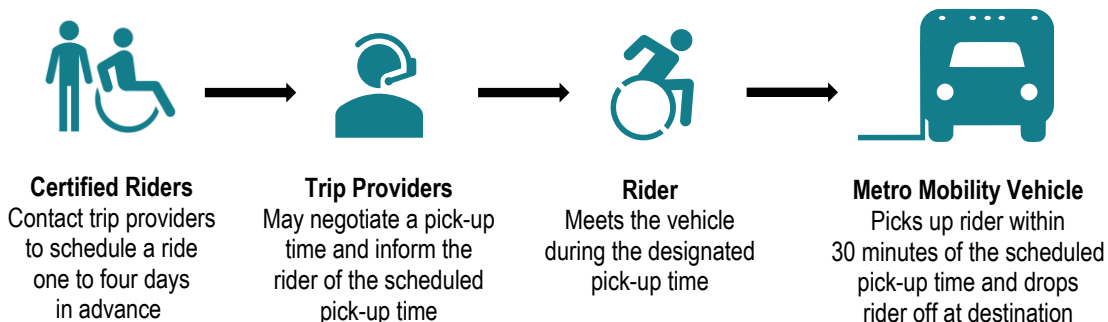 Certified Riders
Contact trip providers
to schedule a ride
one to four days
in advance
Trip Providers
May negotiate a pick-up
time and inform the
rider of the scheduled
pick-up time
Rider
Meets the vehicle
during the designated
pick-up time
Metro Mobility Vehicle
Picks up rider within
30 minutes of the scheduled
pick-up time and drops
rider off at destination